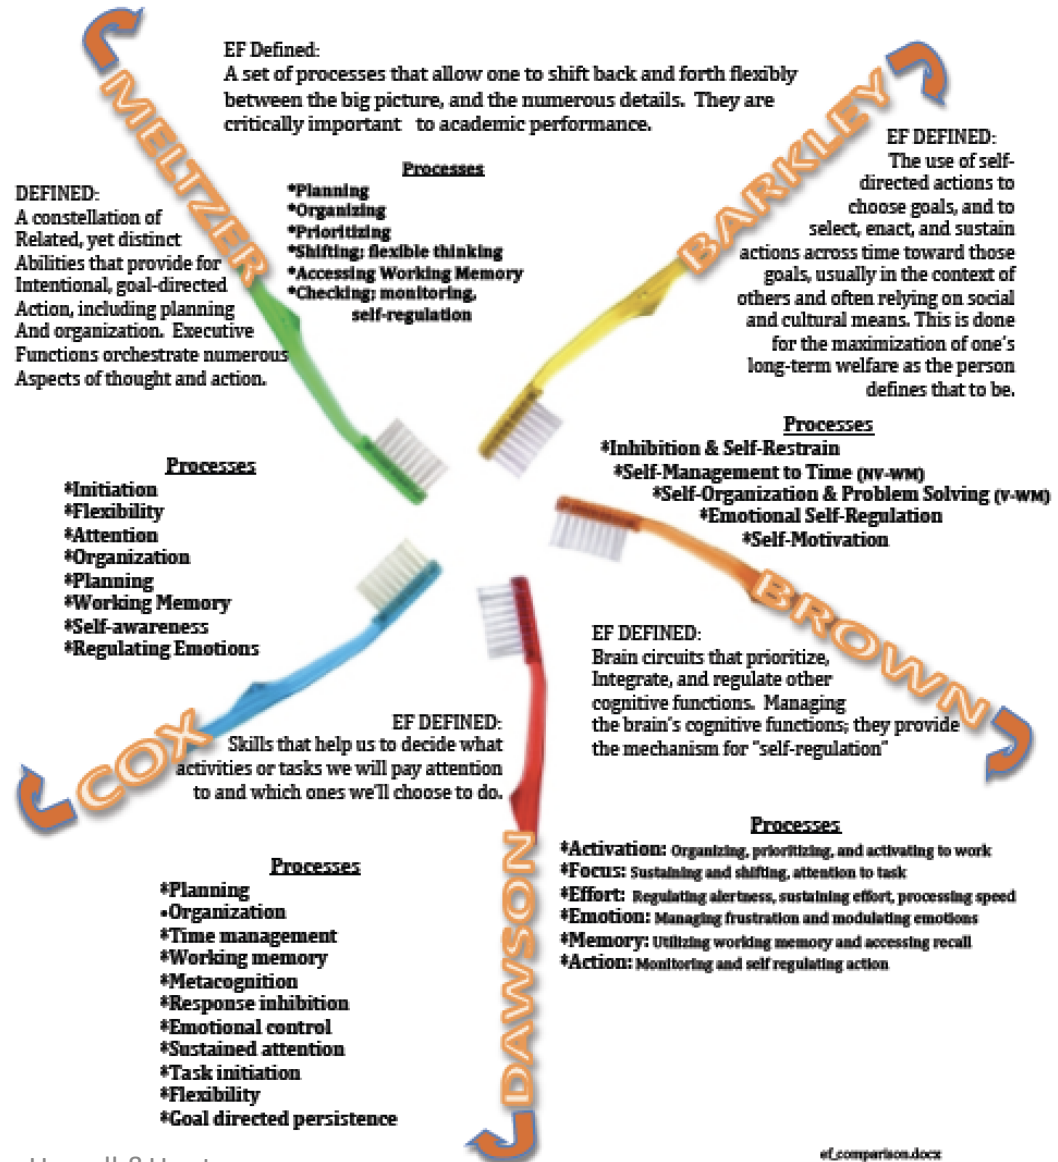 MELTZER
EF Defined:
A set of processes that allow one to shift back and forth flexibly
between the big picture, and the numerous details. They are
critically important to academic performance.
Processes
*Planning
*Organizing
*Prioritizing
*Shifting; flexible thinking
*Accessing Working Memory
*Checking; monitoring,
self-regulation
BARKLEY
EF DEFINED:
The use of self-
directed actions to
choose goals, and to
select, enact, and sustain
actions across time toward those
goals, usually in the context of
others and often relying on social
and cultural means. This is done
for the maximization of one's
long-term welfare as the person
defines that to be.
Processes
*Inhibition & Self-Restrain
*Self-Management to Time (NV-WM)
*Self-Organization & Problem Solving (V-WM)
*Emotional Self-Regulation
*Self-Motivation
BROWN
EF DEFINED:
Brain circuits that prioritize,
Integrate, and regulate other
cognitive functions. Managing
the brain's cognitive functions; they provide
the mechanism for "self-regulation"
Processes
*Activation: Organizing, prioritizing, and activating to work
*Focus: Sustaining and shifting, attention to task
*Effort: Regulating alertness, sustaining effort, processing speed
*Emotion: Managing frustration and modulating emotions
*Memory: Utilizing working memory and accessing recall
*Action: Monitoring and self regulating action
DAWSON
EF DEFINED:
Skills that help us to decide what
activities or tasks we will pay attention
to and which ones we'll choose to do.
Processes
*Planning
•Organization
*Time management
*Working memory
*Metacognition
*Response inhibition
*Emotional control
*Sustained attention
*Task initiation
*Flexibility
*Goal directed persistence
COX
DEFINED:
A constellation of
Related, yet distinct
Abilities that provide for
Intentional, goal-directed
Action, including planning
And organization. Executive
Functions orchestrate numerous
Aspects of thought and action.
Processes
*Initiation
*Flexibility
*Attention
*Organization
*Planning
*Working Memory
*Self-awareness
*Regulating Emotions
ef_comparison.docx